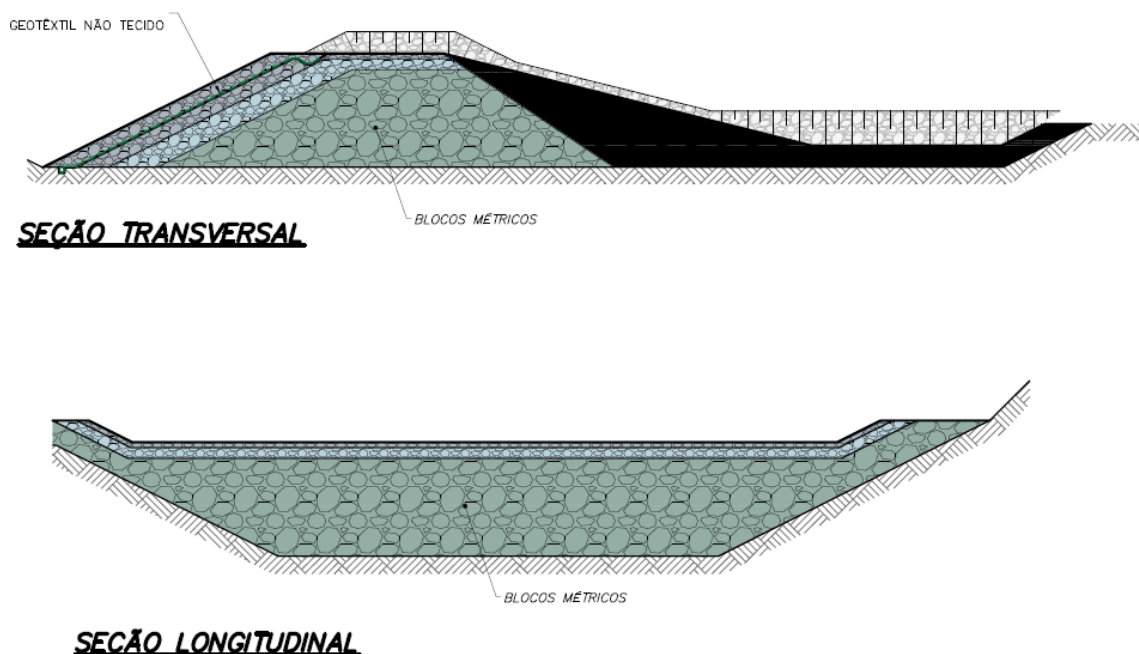 GEOTÊXTIL NÃO TECIDO
BLOCOS MÉTRICOS
SEÇÃO TRANSVERSAL
BLOCOS MÉTRICOS
SEÇÃO LONGITUDINAL